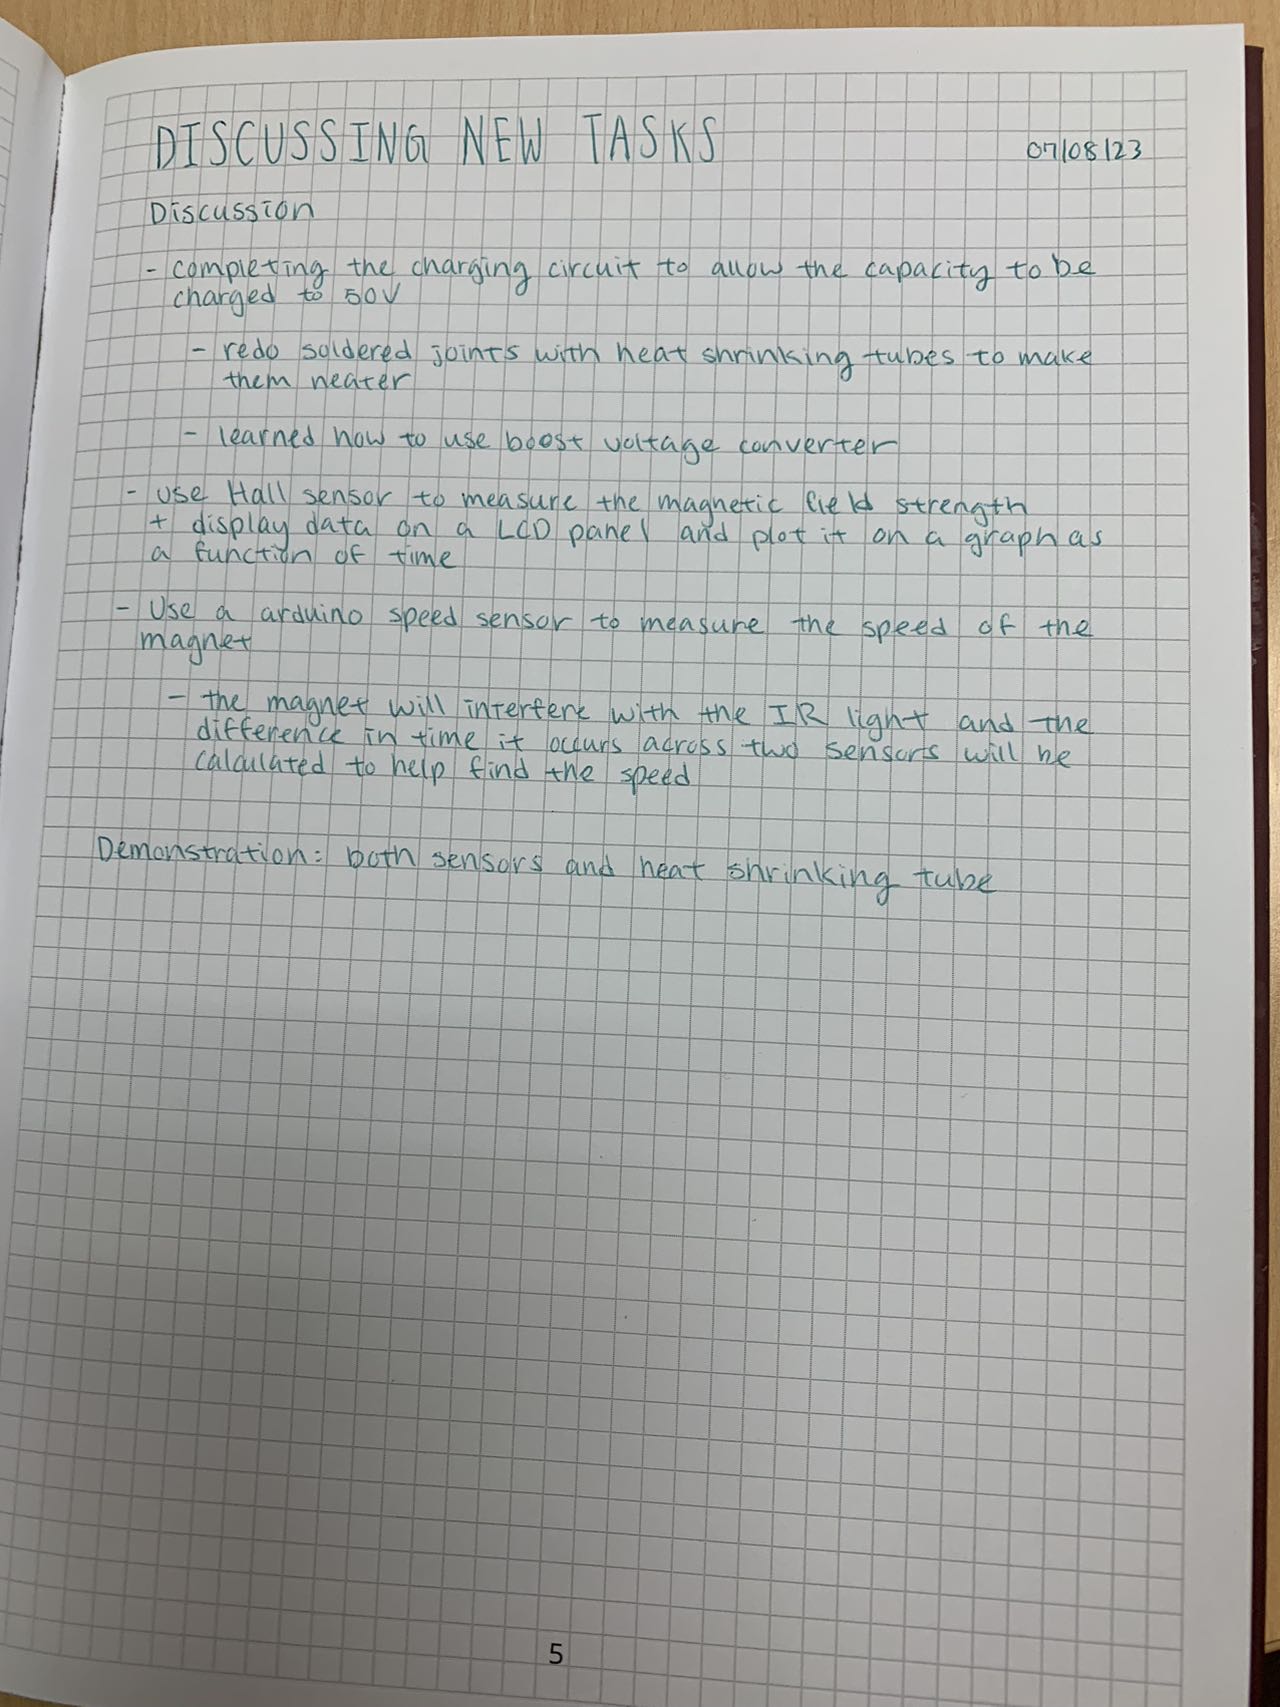 DISCUSSING NEW TASKS 07/08/23
Discussion
- completing the charging circuit to allow the capacity to be
charged to 50V
- redo soldered joints with heat shrinking tubes to make
them neater
- learned how to use boost voltage converter
- use Hall sensor to measure the magnetic field strength
+ display data on a LCD panel and plot it on a graph as
a function of time
- Use a arduino speed sensor to measure the speed of the
magnet
- the magnet will interfere with the IR light and the
difference in time it occurs across two sensors will be
calculated to help find the speed
Demonstration: both sensors and heat shrinking tube
5